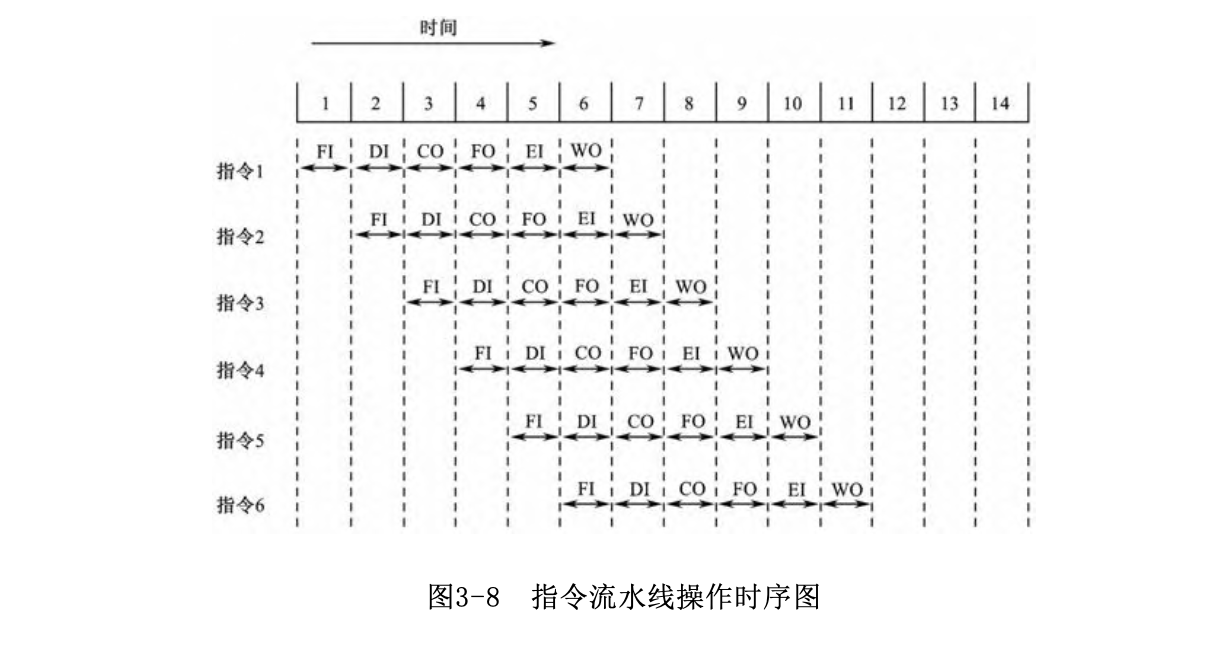 时间
1 2 3 4 5 6 7 8 9 10 11 12 13 14
指令1 FI DI CO FO EI WO
指令2 FI DI CO FO EI WO
指令3 FI DI CO FO EI WO
指令4 FI DI CO FO EI WO
指令5 FI DI CO FO EI WO
指令6 FI DI CO FO EI WO
图3-8 指令流水线操作时序图